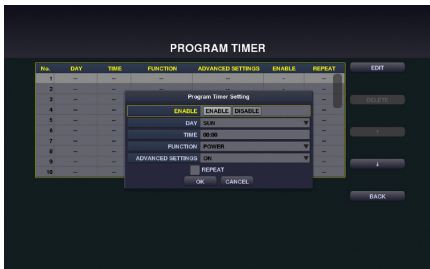 PROGRAM TIMER
No. DAY TIME FUNCTION ADVANCED SETTINGS ENABLE REPEAT EDIT
1 -- -- -- -- -- --
2 -- -- --
Program Timer Setting
3 -- -- -- DELETE
ENABLE ENABLE DISABLE
4 -- -- --
DAY SUN
5 -- -- --
TIME 00:00
6 -- -- -- ↑
7 -- -- --
FUNCTION POWER
8 -- -- --
ADVANCED SETTINGS ON
9 -- -- -- ↓
REPEAT
10 -- -- --
OK CANCEL
BACK